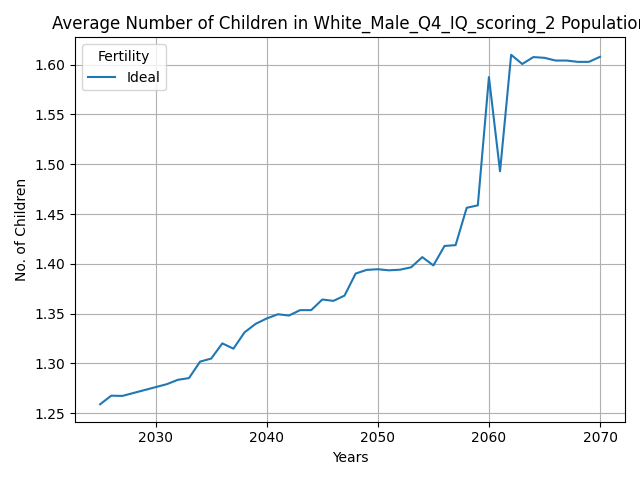 Average Number of Children in White_Male_Q4_IQ_scoring_2 Population
Fertility
Ideal
1.60
1.55
1.50
1.45
1.40
1.35
1.30
1.25
No. of Children
2030 2040 2050 2060 2070
Years